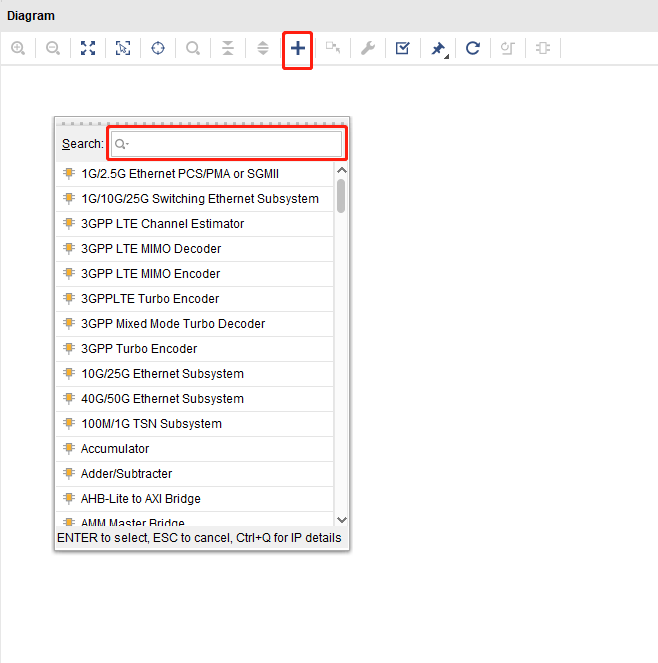 Diagram
Search:
1G/2.5G Ethernet PCS/PMA or SGMII
1G/10G/25G Switching Ethernet Subsystem
3GPP LTE Channel Estimator
3GPP LTE MIMO Decoder
3GPP LTE MIMO Encoder
3GPPLTE Turbo Encoder
3GPP Mixed Mode Turbo Decoder
3GPP Turbo Encoder
10G/25G Ethernet Subsystem
40G/50G Ethernet Subsystem
100M/1G TSN Subsystem
Accumulator
Adder/Subtracter
AHB-Lite to AXI Bridge
AMM Master Bridge
ENTER to select, ESC to cancel, Ctrl+Q for IP details